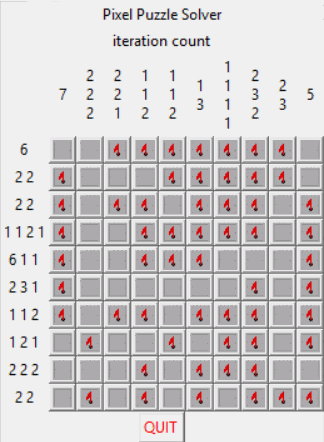 Pixel Puzzle Solver
iteration count
1
2 2 1 1 2
1 1 2
7 2 2 1 1 3 5
3 1 3
2 1 2 2 2
1
6
2 2
2 2
1 1 2 1
6 1 1
2 3 1
1 1 2
1 2 1
2 2 2
2 2
QUIT